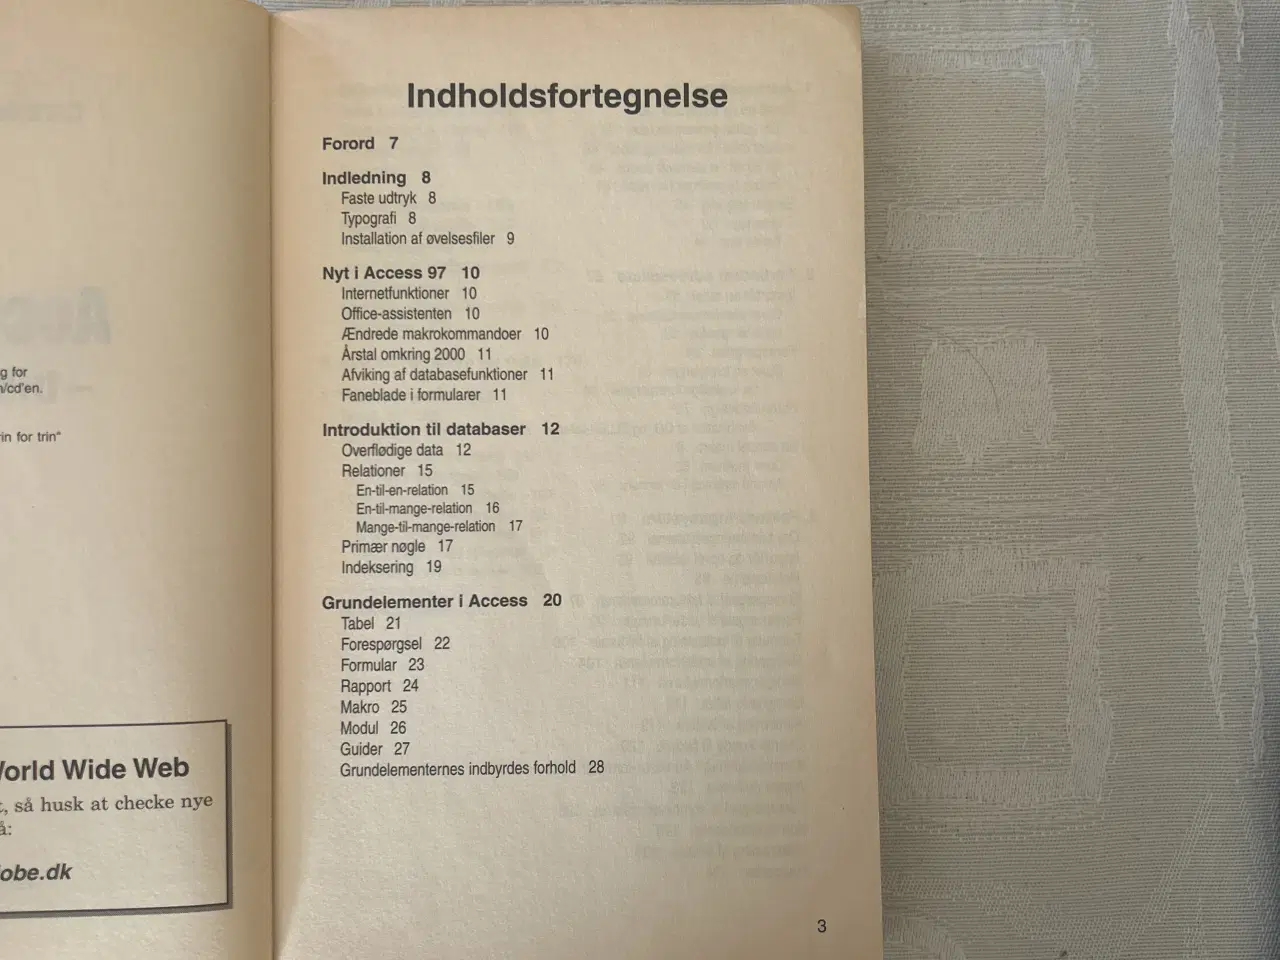 g for
n/cd'en.
in for trin"
World Wide Web
t, så husk at checke nye
å:
obe.dk
Indholdsfortegnelse
Forord 7
Indledning 8
Faste udtryk 8
Typografi 8
Installation af øvelsesfiler 9
Nyt i Access 97 10
Internetfunktioner 10
Office-assistenten 10
Ændrede makrokommandoer 10
Årstal omkring 2000 11
Afvikling af databasefunktioner 11
Faneblade i formularer 11
Introduktion til databaser 12
Overflødige data 12
Relationer 15
En-til-en-relation 15
En-til-mange-relation 16
Mange-til-mange-relation 17
Primær nøgle 17
Indeksering 19
Grundelementer i Access 20
Tabel 21
Forespørgsel 22
Formular 23
Rapport 24
Makro 25
Modul 26
Guider 27
Grundelementernes indbyrdes forhold 28
3